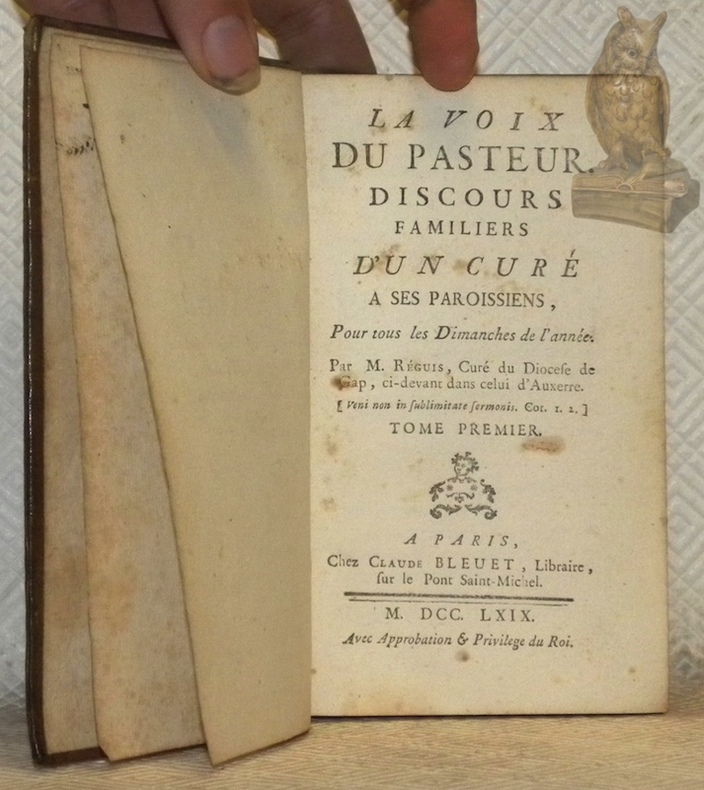 LA VOIX
DU PASTEUR.
DISCOURS
FAMILIERS
D'UN CURÉ
A SES PAROISSIENS,
Pour tous les Dimanches de l'année.
Par M. RÉGUIS, Curé du Diocese de
Gap, ci-devant dans celui d'Auxerre.
[ Veni non in ſublimitate ſermonis. Cor. 1. 2. ]
TOME PREMIER.
A PARIS,
Chez CLAUDE BLEUET, Libraire,
ſur le Pont Saint-Michel.
M. DCC. LXIX.
Avec Approbation & Privilege du Roi.